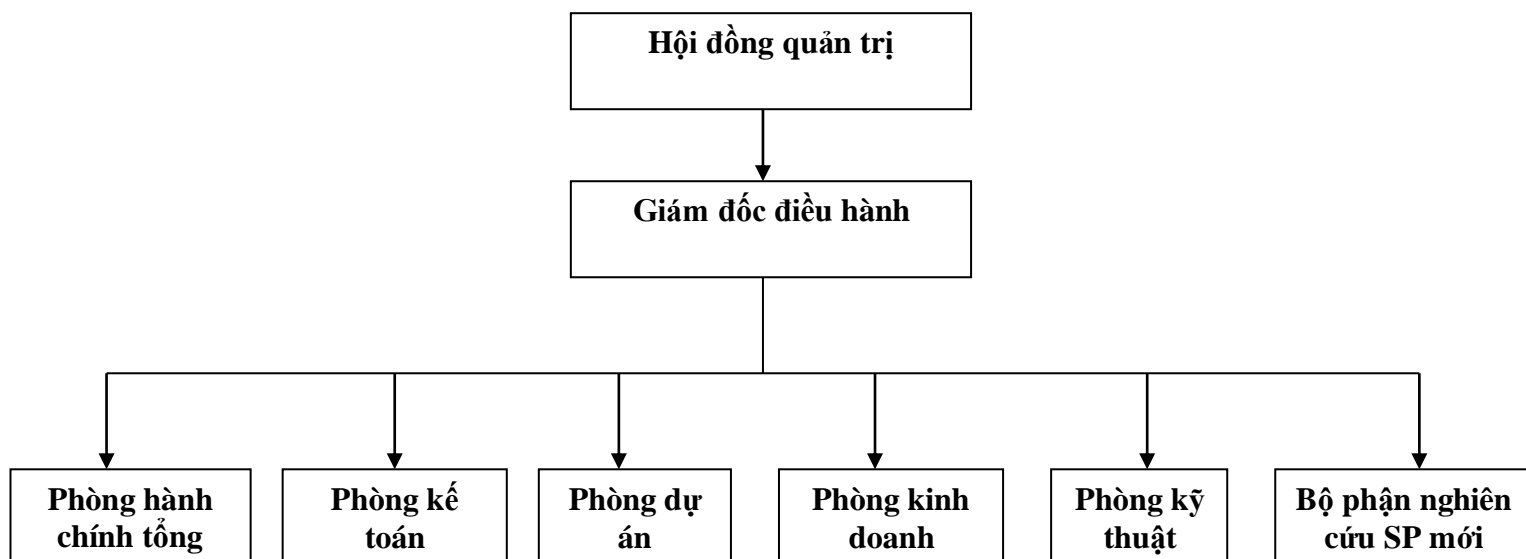 Hội đồng quản trị
Giám đốc điều hành
Phòng hành
chính tổng
Phòng kế
toán
Phòng dự
án
Phòng kinh
doanh
Phòng kỹ
thuật
Bộ phận nghiên
cứu SP mới